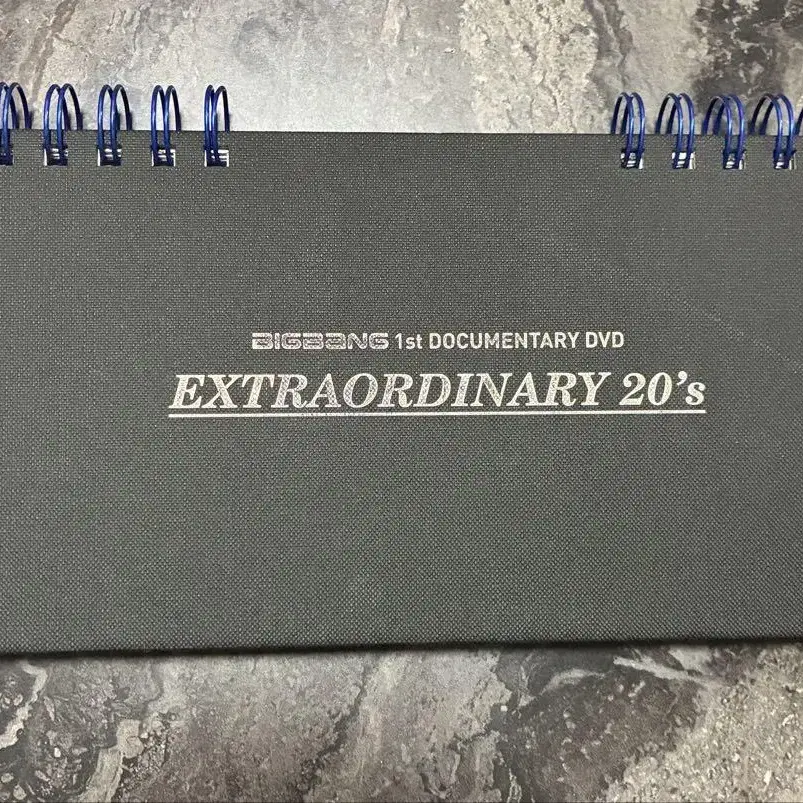 BIGBANG 1st DOCUMENTARY DVD
EXTRAORDINARY 20's